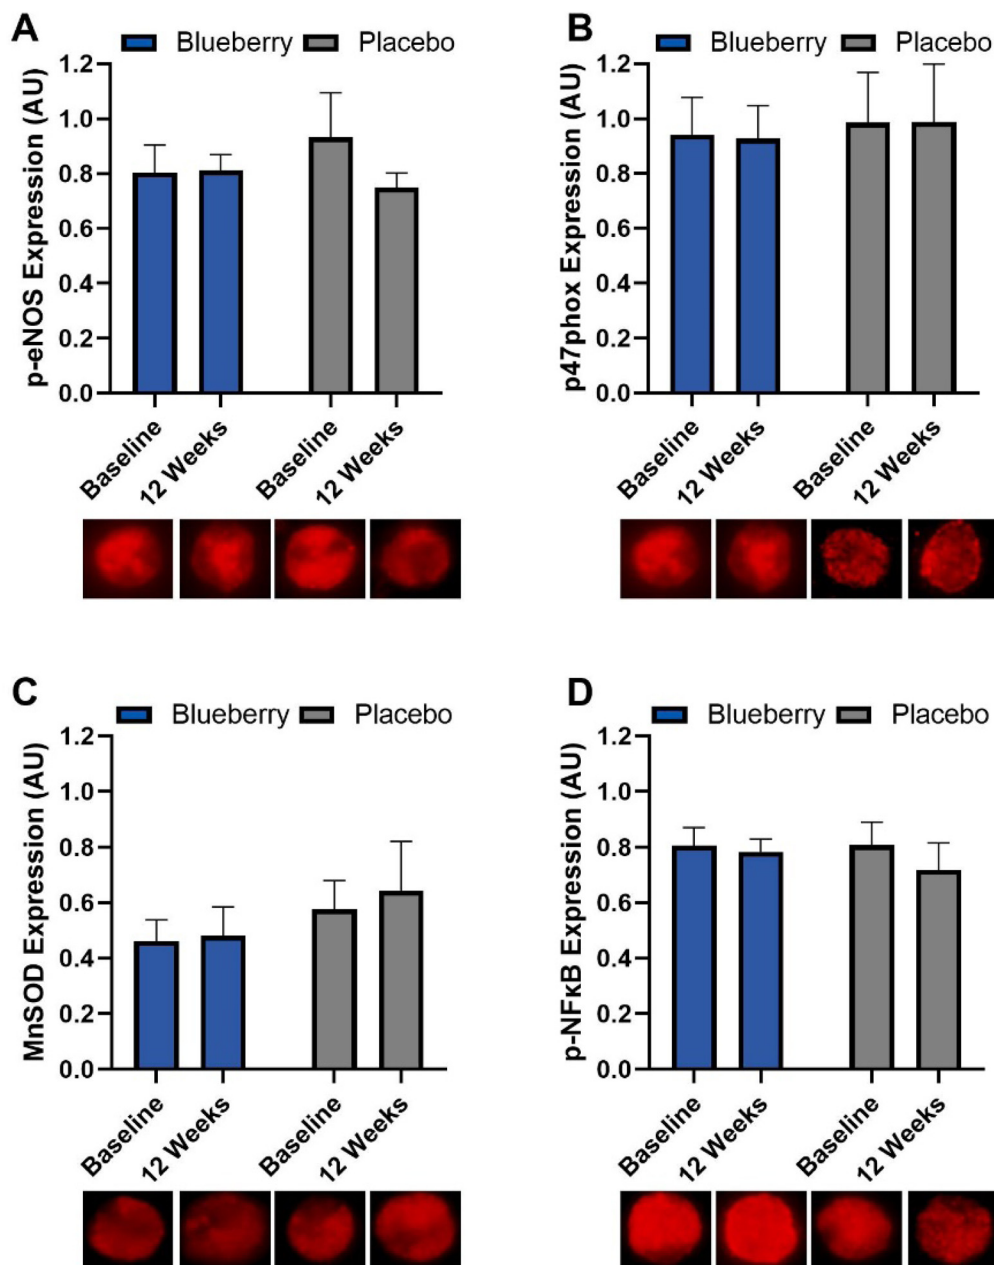 A
Blueberry Placebo
p-eNOS Expression (AU)
1.2
1.0
0.8
0.6
0.4
0.2
0.0
Baseline
12 Weeks
Baseline
12 Weeks
B
Blueberry Placebo
p47phox Expression (AU)
1.2
1.0
0.8
0.6
0.4
0.2
0.0
Baseline
12 Weeks
Baseline
12 Weeks
C
Blueberry Placebo
MnSOD Expression (AU)
1.2
1.0
0.8
0.6
0.4
0.2
0.0
Baseline
12 Weeks
Baseline
12 Weeks
D
Blueberry Placebo
p-NFκB Expression (AU)
1.2
1.0
0.8
0.6
0.4
0.2
0.0
Baseline
12 Weeks
Baseline
12 Weeks